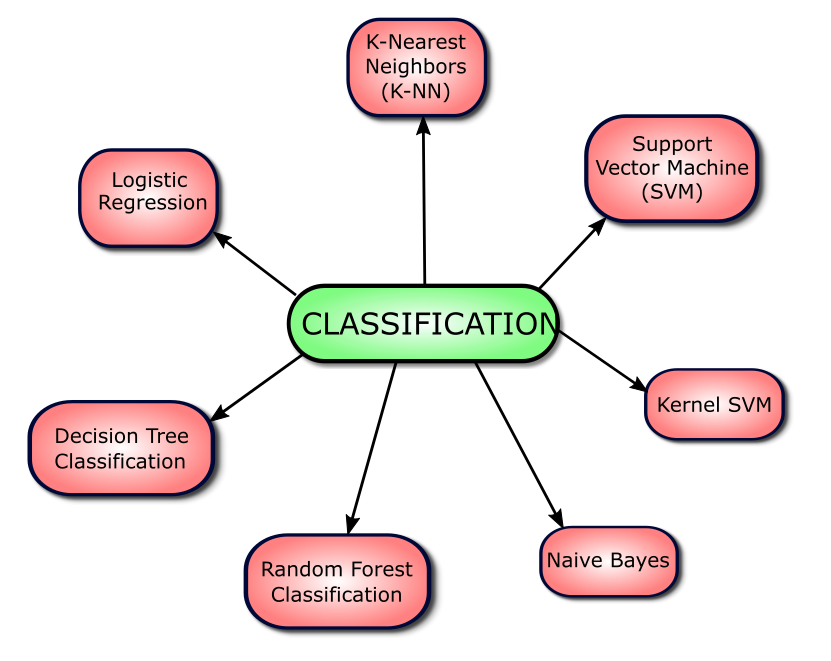 K-Nearest
Neighbors
(K-NN)
Support
Vector Machine
(SVM)
Logistic
Regression
CLASSIFICATION
Kernel SVM
Decision Tree
Classification
Naive Bayes
Random Forest
Classification